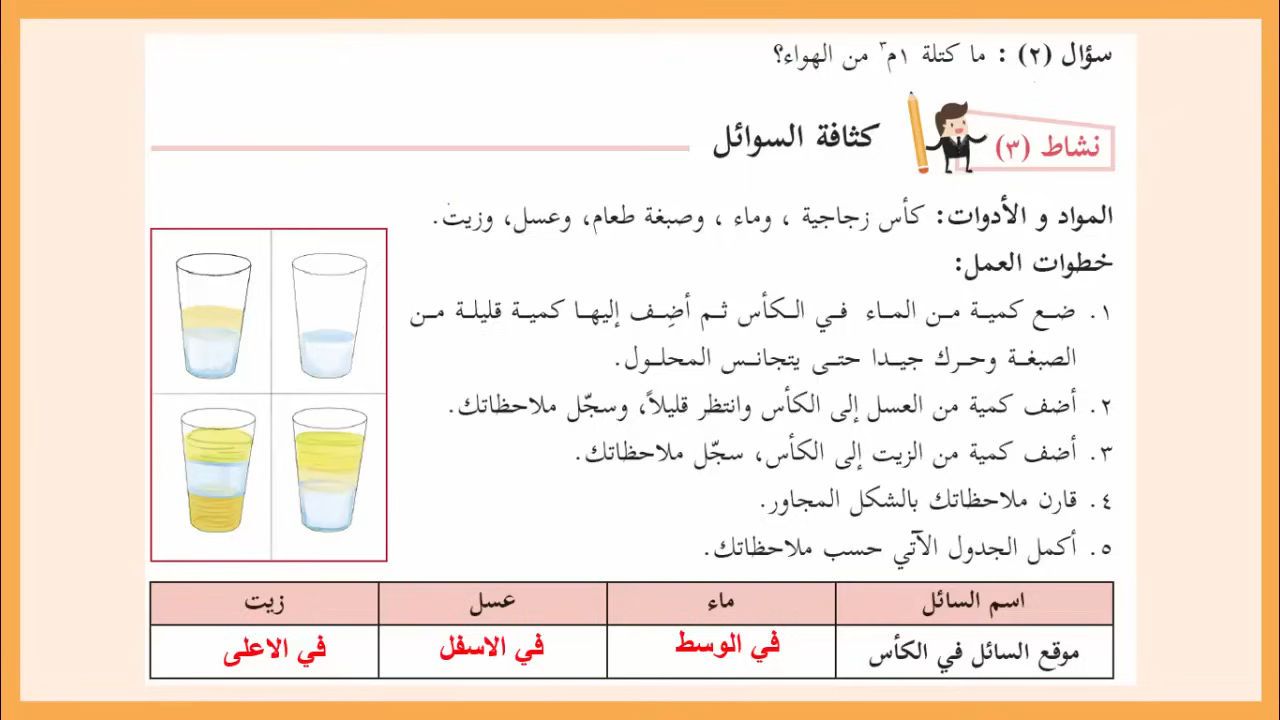 سؤال (٢) : ما كتلة ١م٣ من الهواء؟
نشاط (٣) كثافة السوائل
المواد و الأدوات: كأس زجاجية ، وماء ، وصبغة طعام، وعسل، وزيت.
خطوات العمل:
١. ضع كمية من الماء في الكأس ثم أضِف إليها كمية قليلة من
الصبغة وحرك جيدا حتى يتجانس المحلول.
٢. أضف كمية من العسل إلى الكأس وانتظر قليلاً، وسجّل ملاحظاتك.
٣. أضف كمية من الزيت إلى الكأس، سجّل ملاحظاتك.
٤. قارن ملاحظاتك بالشكل المجاور.
٥. أكمل الجدول الآتي حسب ملاحظاتك.
اسم السائل ماء عسل زيت
موقع السائل في الكأس في الوسط في الاسفل في الاعلى